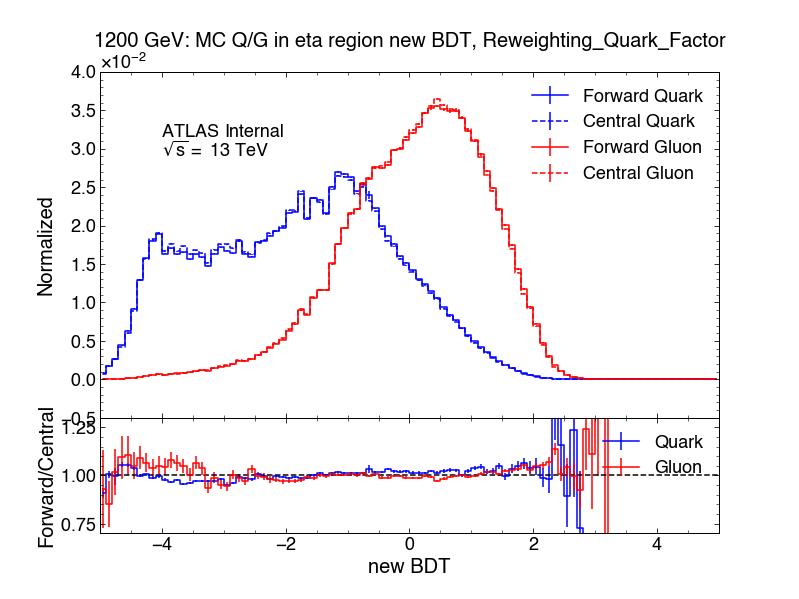 1200 GeV: MC Q/G in eta region new BDT, Reweighting_Quark_Factor
×10⁻²
4.0
3.5
3.0
2.5
2.0
1.5
1.0
0.5
0.0
−0.5
Normalized
ATLAS Internal
√s = 13 TeV
Forward Quark
Central Quark
Forward Gluon
Central Gluon
1.25
1.00
0.75
Forward/Central
Quark
Gluon
−4 −2 0 2 4
new BDT